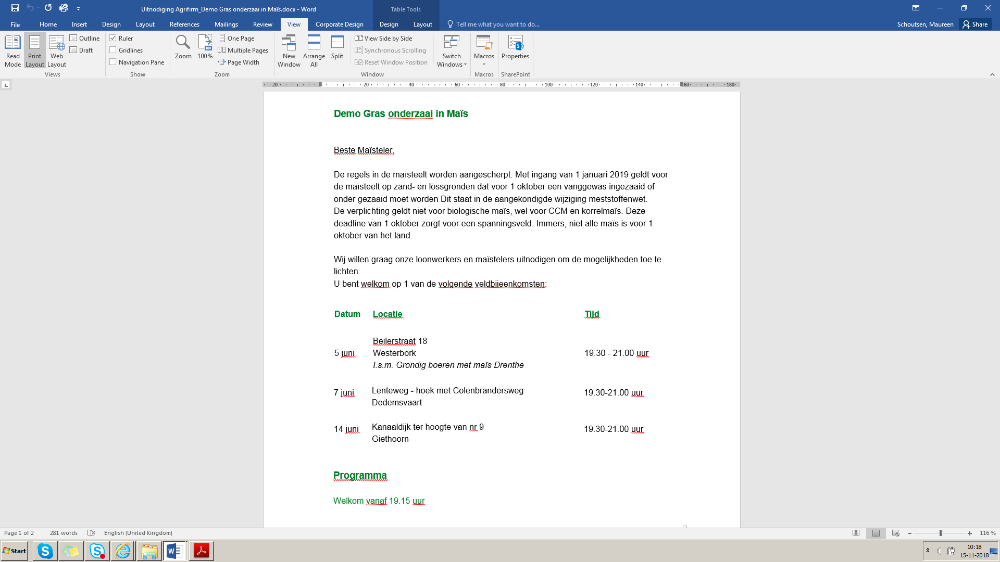 Uitnodiging Agrifirm_Demo Gras onderzaai in Maïs.docx - Word
Table Tools
File
Home
Insert
Design
Layout
References
Mailings
Review
View
Corporate Design
Design
Layout
Tell me what you want to do...
Schoutsen, Maureen
Share
Read Mode
Print Layout
Web Layout
Outline
Draft
Views
Ruler
Gridlines
Navigation Pane
Show
Zoom
100
100%
One Page
Multiple Pages
Page Width
Zoom
New Window
Arrange All
Split
View Side by Side
Synchronous Scrolling
Reset Window Position
Window
Switch Windows
Macros
Macros
Properties
SharePoint
20 20 40 60 80 100 120 140 160 180
Demo Gras onderzaai in Maïs
Beste Maïsteler,
De regels in de maïsteelt worden aangescherpt. Met ingang van 1 januari 2019 geldt voor
de maïsteelt op zand- en lössgronden dat voor 1 oktober een vanggewas ingezaaid of
onder gezaaid moet worden Dit staat in de aangekondigde wijziging meststoffenwet.
De verplichting geldt niet voor biologische maïs, wel voor CCM en korrelmaïs. Deze
deadline van 1 oktober zorgt voor een spanningsveld. Immers, niet alle maïs is voor 1
oktober van het land.
Wij willen graag onze loonwerkers en maïstelers uitnodigen om de mogelijkheden toe te
lichten.
U bent welkom op 1 van de volgende veldbijeenkomsten:
Datum Locatie Tijd
Beilerstraat 18
5 juni Westerbork 19.30 - 21.00 uur
I.s.m. Grondig boeren met maïs Drenthe
7 juni Lenteweg - hoek met Colenbrandersweg 19.30-21.00 uur
Dedemsvaart
14 juni Kanaaldijk ter hoogte van nr 9 19.30-21.00 uur
Giethoorn
Programma
Welkom vanaf 19.15 uur
Page 1 of 2
281 words
English (United Kingdom)
116 %
Start
10:18
15-11-2018